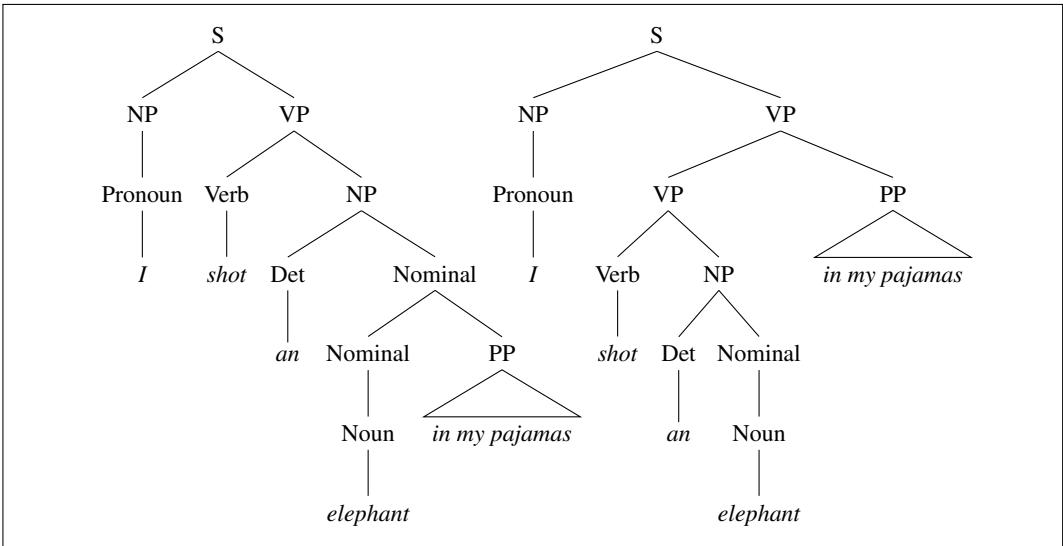 S
NP VP
Pronoun Verb NP
I shot Det Nominal
an Nominal PP
Noun in my pajamas
elephant
S
NP VP
Pronoun VP PP
I Verb NP in my pajamas
shot Det Nominal
an Noun
elephant